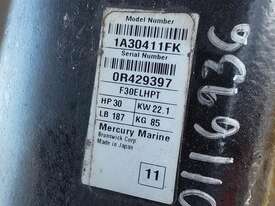 Model Number
1A30411FK
Serial Number
0R429397
F30ELHPT
HP 30 KW 22.1
LB 187 KG 85
Mercury Marine
Brunswick Corp.
Made in Japan
11
0116936